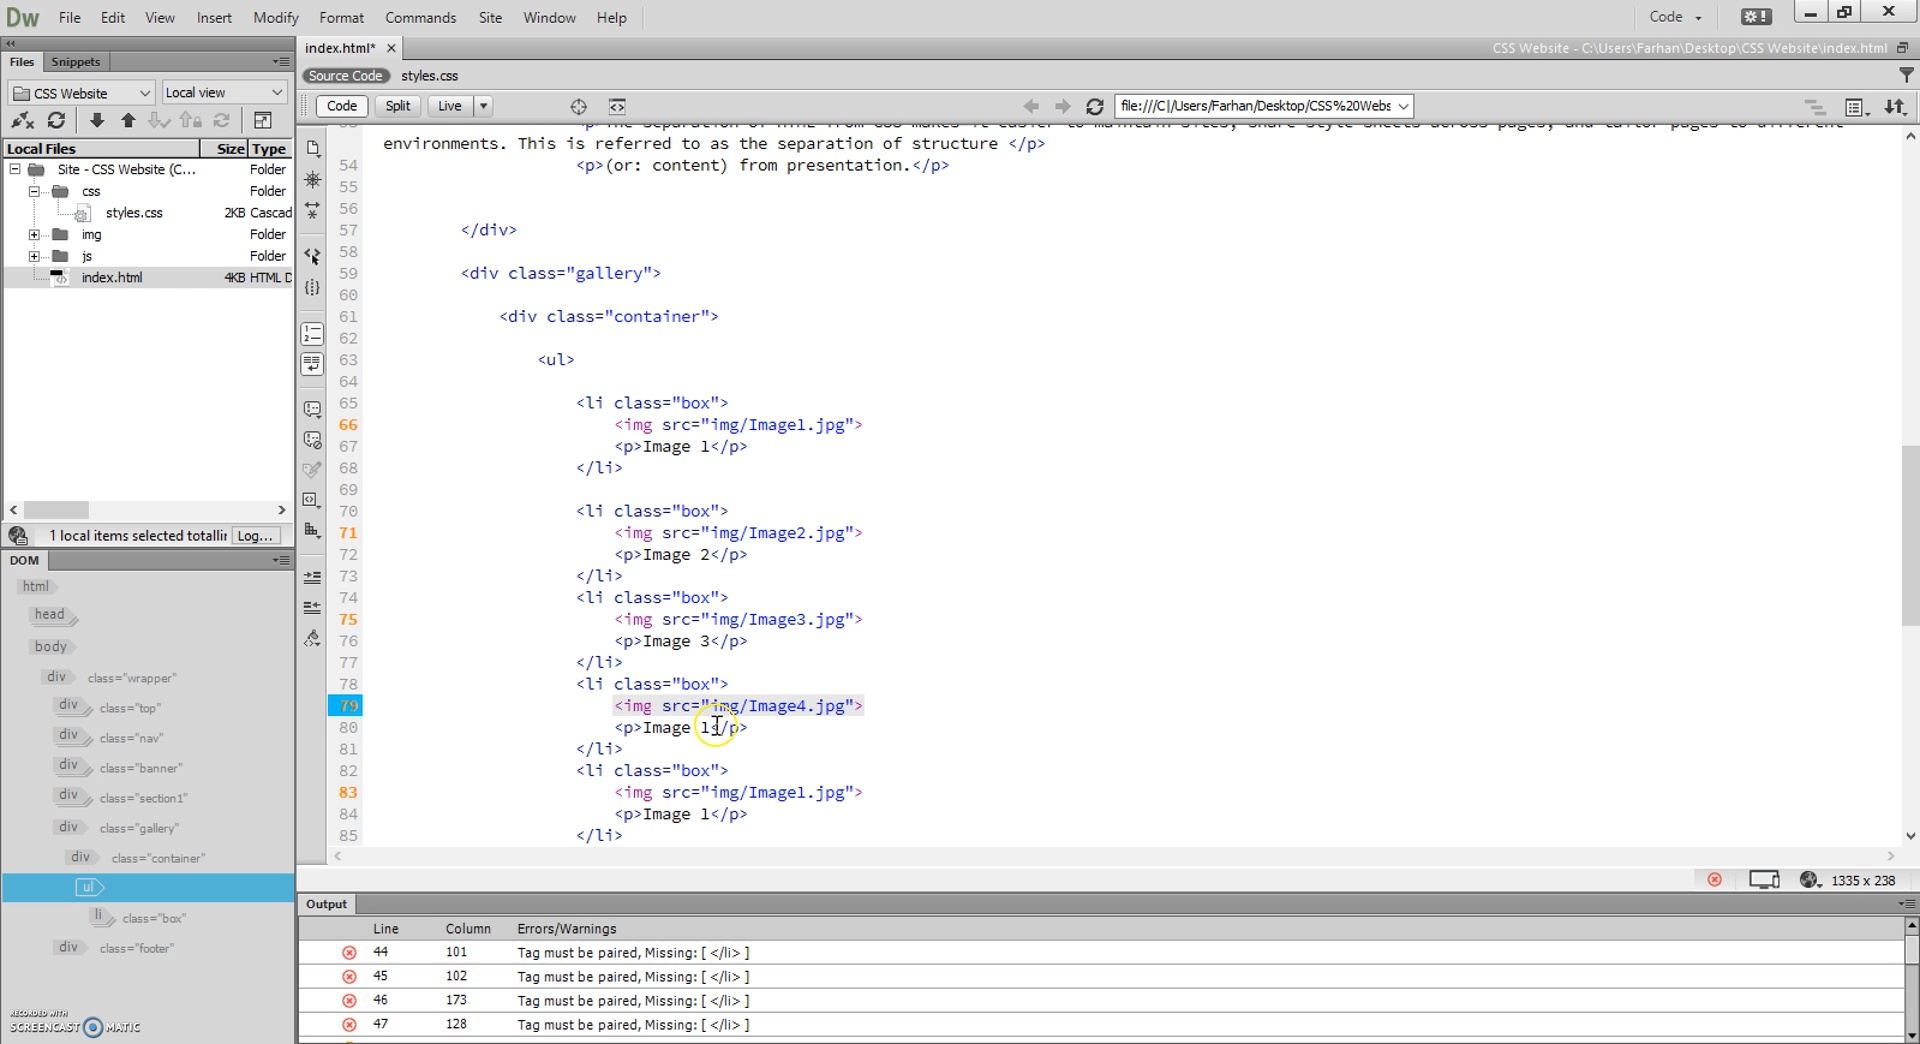 Dw File Edit View Insert Modify Format Commands Site Window Help Code
Files Snippets
index.html* CSS Website - C:\Users\Farhan\Desktop\CSS Website\index.html
Source Code styles.css
CSS Website Local view
Code Split Live file:///C|/Users/Farhan/Desktop/CSS%20Webs
Local Files Size Type
Site - CSS Website (C... Folder
css Folder
styles.css 2KB Cascad
img Folder
js Folder
index.html 4KB HTML D
1 local items selected totallir Log...
DOM
html
head
body
div class="wrapper"
div class="top"
div class="nav"
div class="banner"
div class="section1"
div class="gallery"
div class="container"
ul
li class="box"
div class="footer"
RECORDED WITH
SCREENCAST MATIC
environments. This is referred to as the separation of structure </p>
54 <p>(or: content) from presentation.</p>
55
56
57 </div>
58
59 <div class="gallery">
60
61 <div class="container">
62
63 <ul>
64
65 <li class="box">
66 <img src="img/Image1.jpg">
67 <p>Image 1</p>
68 </li>
69
70 <li class="box">
71 <img src="img/Image2.jpg">
72 <p>Image 2</p>
73 </li>
74 <li class="box">
75 <img src="img/Image3.jpg">
76 <p>Image 3</p>
77 </li>
78 <li class="box">
79 <img src="img/Image4.jpg">
80 <p>Image 1</p>
81 </li>
82 <li class="box">
83 <img src="img/Image1.jpg">
84 <p>Image 1</p>
85 </li>
1335 x 238
Output
Line Column Errors/Warnings
44 101 Tag must be paired, Missing: [ </li> ]
45 102 Tag must be paired, Missing: [ </li> ]
46 173 Tag must be paired, Missing: [ </li> ]
47 128 Tag must be paired, Missing: [ </li> ]